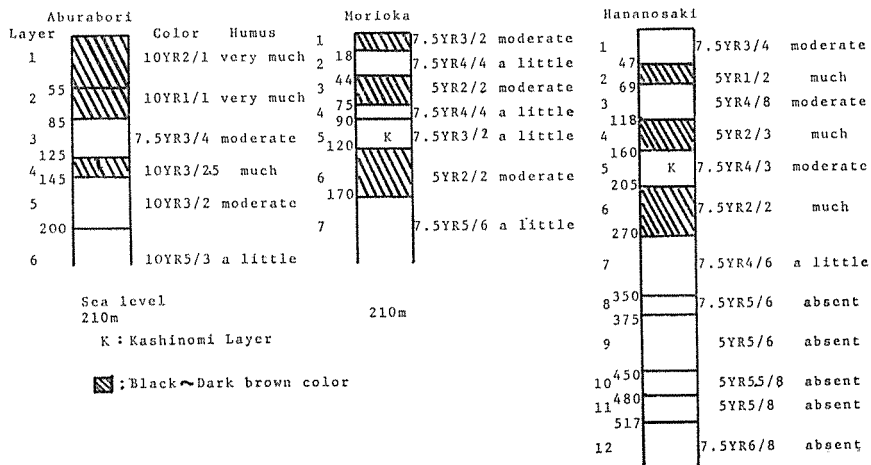 Aburabori
Layer Color Humus
1 10YR2/1 very much
55
2 10YR1/1 very much
85
3 7.5YR3/4 moderate
125
4 10YR3/2.5 much
145
5 10YR3/2 moderate
200
6 10YR5/3 a little
Sea level
210m
Morioka
1 7.5YR3/2 moderate
18
2 7.5YR4/4 a little
44
3 5YR2/2 moderate
75
4 7.5YR4/4 a little
90
5 K 7.5YR3/2 a little
120
6 5YR2/2 moderate
170
7 7.5YR5/6 a little
210m
Hananosaki
1 7.5YR3/4 moderate
47
2 5YR1/2 much
69
3 5YR4/8 moderate
118
4 5YR2/3 much
160
5 K 7.5YR4/3 moderate
205
6 7.5YR2/2 much
270
7 7.5YR4/6 a little
350
8 7.5YR5/6 absent
375
9 5YR5/6 absent
450
10 5YR5.5/8 absent
480
11 5YR5/8 absent
517
12 7.5YR6/8 absent
K : Kashinomi Layer
; Black~Dark brown color